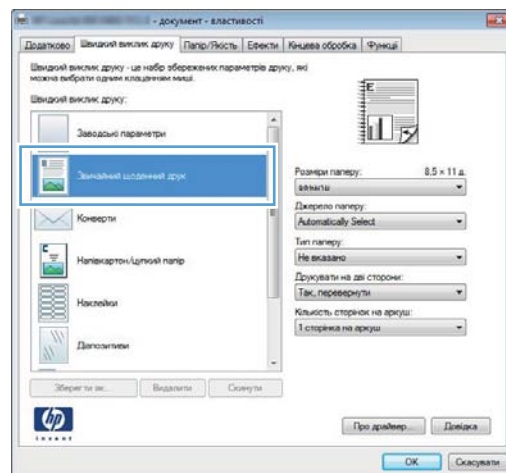 - документ - властивості
Додатково Швидкий виклик друку Папір/Якість Ефекти Кінцева обробка Функції
Швидкий виклик друку - це набір збережених параметрів друку, які
можна вибрати одним клацанням миші.
Швидкий виклик друку:
Заводські параметри
Звичайний щоденний друк
Конверти
Напівкартон/Цупкий папір
Наклейки
Діапозитиви
Зберегти як...
Видалити
Скинути
E
Розміри паперу: 8,5 × 11 д.
Джерело паперу:
Automatically Select
Тип паперу:
Не вказано
Друкувати на дві сторони:
Так, перевернути
Кількість сторінок на аркуш:
1 сторінка на аркуш
hp
invent
Про драйвер...
Довідка
OK
Скасувати